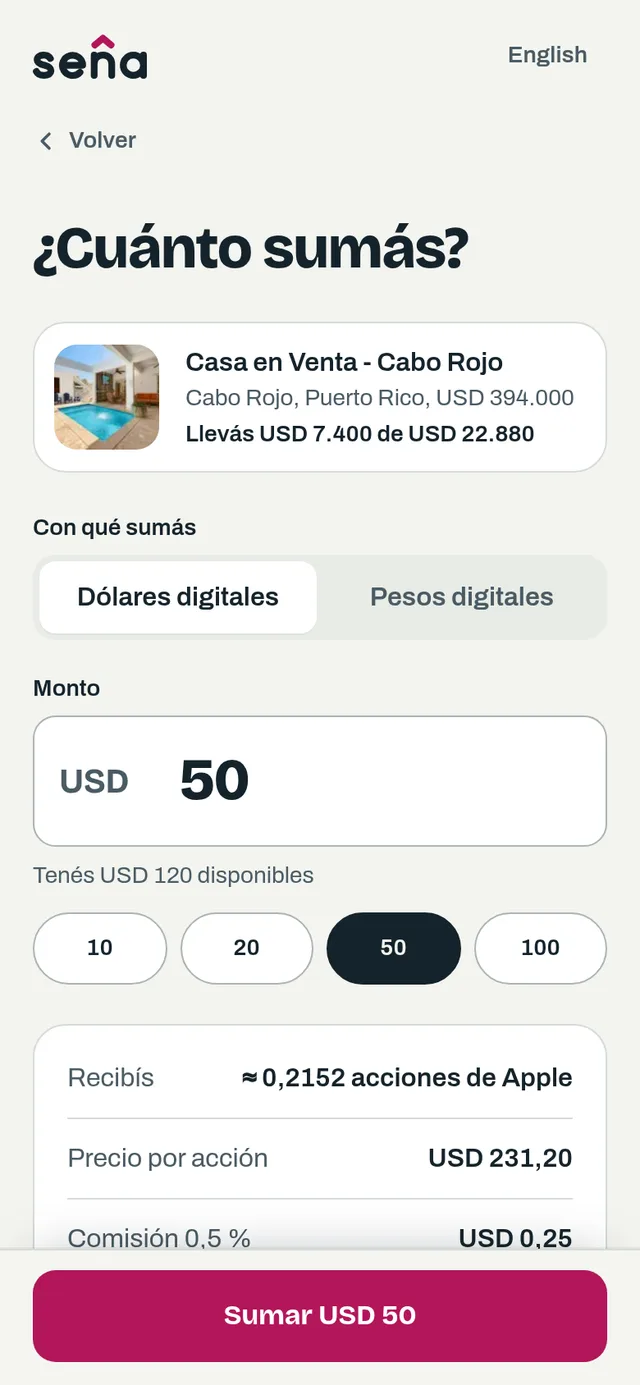 seña
English
Volver
¿Cuánto sumás?
Casa en Venta - Cabo Rojo
Cabo Rojo, Puerto Rico, USD 394.000
Llevás USD 7.400 de USD 22.880
Con qué sumás
Dólares digitales Pesos digitales
Monto
USD 50
Tenés USD 120 disponibles
10 20 50 100
Recibís ≈ 0,2152 acciones de Apple
Precio por acción USD 231,20
Comisión 0,5 % USD 0,25
Sumar USD 50